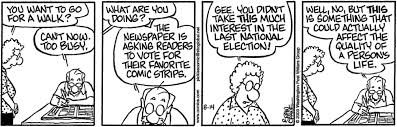 YOU WANT TO GO
FOR A WALK?
CAN'T NOW.
TOO BUSY.
WHAT ARE YOU
DOING?
THE
NEWSPAPER IS
ASKING READERS
TO VOTE FOR
THEIR FAVORITE
COMIC STRIPS.
GEE. YOU DIDN'T
TAKE THIS MUCH
INTEREST IN THE
LAST NATIONAL
ELECTION!
8-14
WELL, NO, BUT THIS
IS SOMETHING THAT
COULD ACTUALLY
AFFECT THE QUALITY
OF A PERSON'S
LIFE.